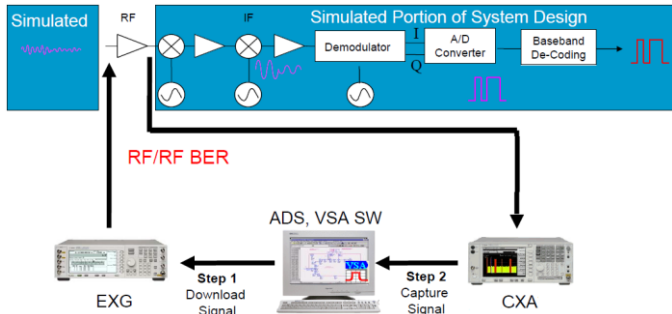 Simulated
RF
IF
Simulated Portion of System Design
Demodulator
I
Q
A/D
Converter
Baseband
De-Coding
RF/RF BER
ADS, VSA SW
VSA
Step 1
Download
Signal
Step 2
Capture
Signal
EXG
CXA